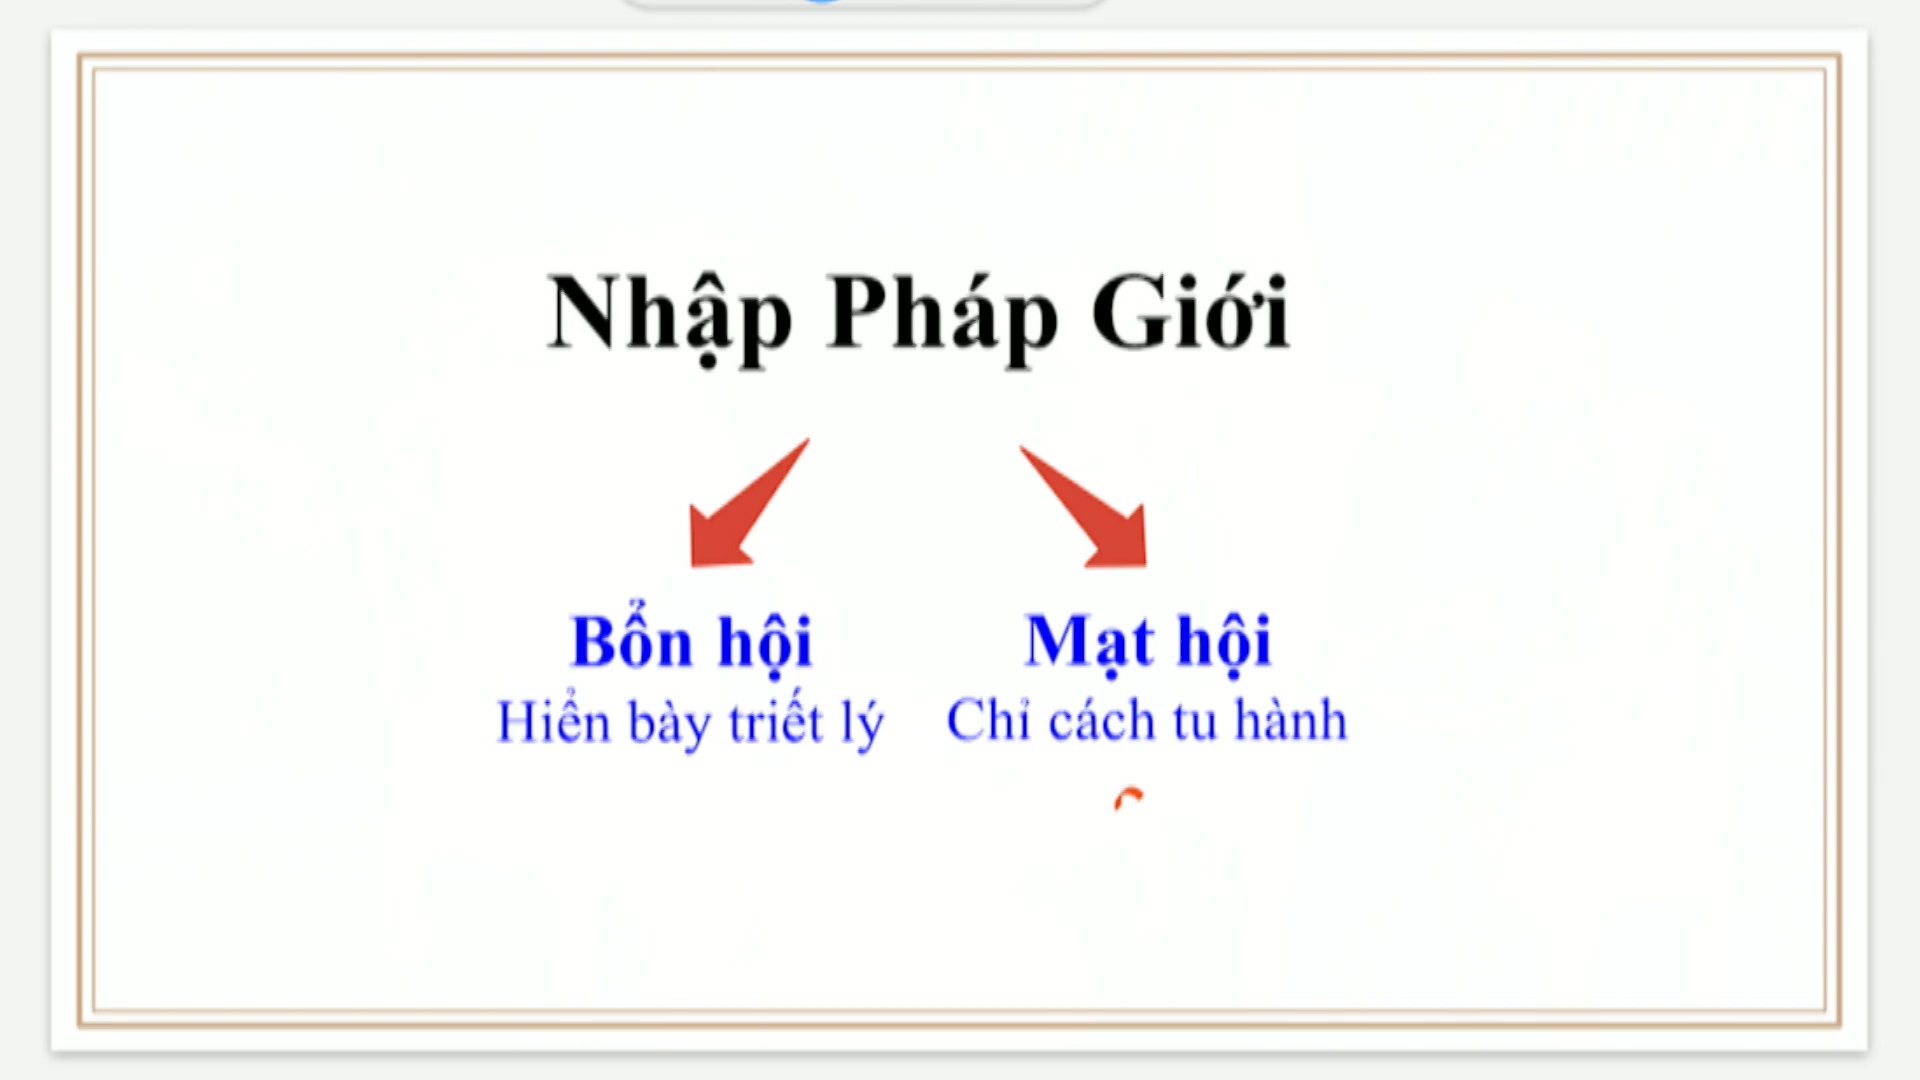 Nhập Pháp Giới
Bổn hội
Mạt hội
Hiển bày triết lý
Chỉ cách tu hành